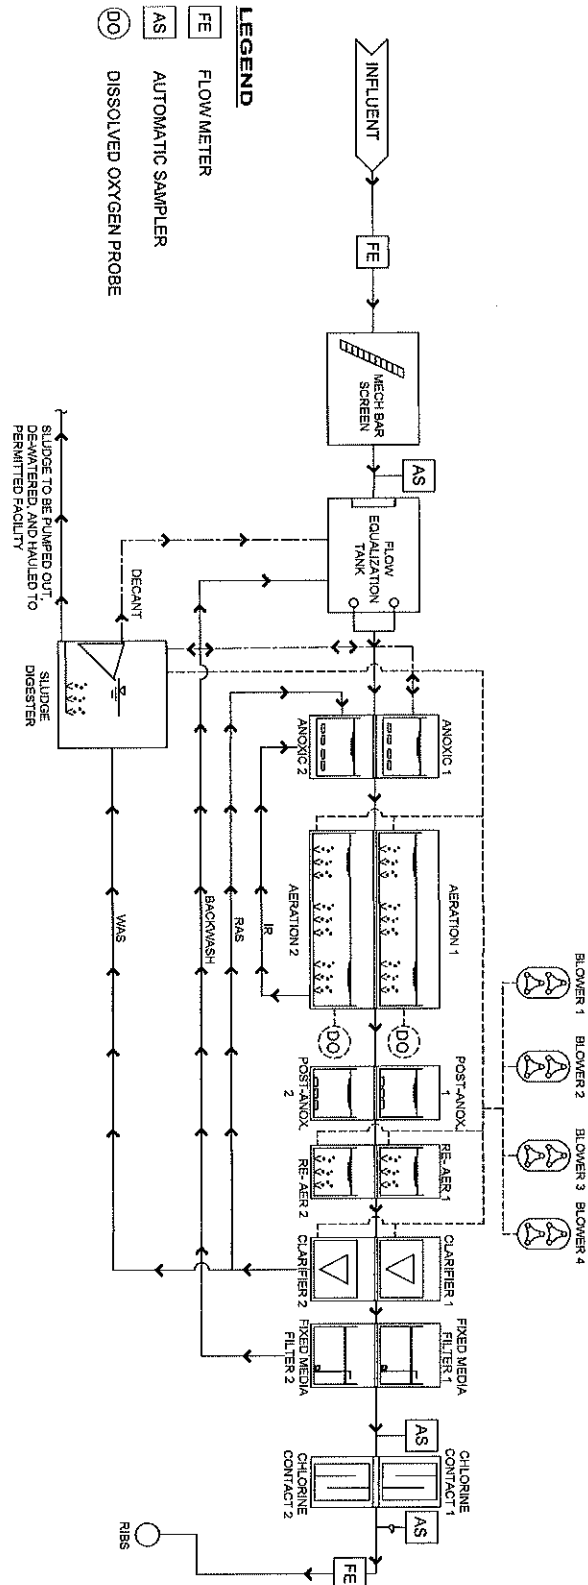 LEGEND
FE FLOW METER
AS AUTOMATIC SAMPLER
DO DISSOLVED OXYGEN PROBE
INFLUENT
FE
MECH BAR
SCREEN
AS
FLOW
EQUALIZATION
TANK
DECANT
SLUDGE TO BE PUMPED OUT,
DE-WATERED, AND HAULED TO
PERMITTED FACILITY
SLUDGE
DIGESTER
ANOXIC 1
ANOXIC 2
AERATION 1
AERATION 2
IR
RAS
BACKWASH
WAS
DO
DO
BLOWER 1
BLOWER 2
BLOWER 3
BLOWER 4
POST-ANOX.
1
POST-ANOX.
2
RE-AER 1
RE-AER 2
CLARIFIER 1
CLARIFIER 2
FIXED MEDIA
FILTER 1
FIXED MEDIA
FILTER 2
AS
CHLORINE
CONTACT 1
CHLORINE
CONTACT 2
AS
FE
RIBS